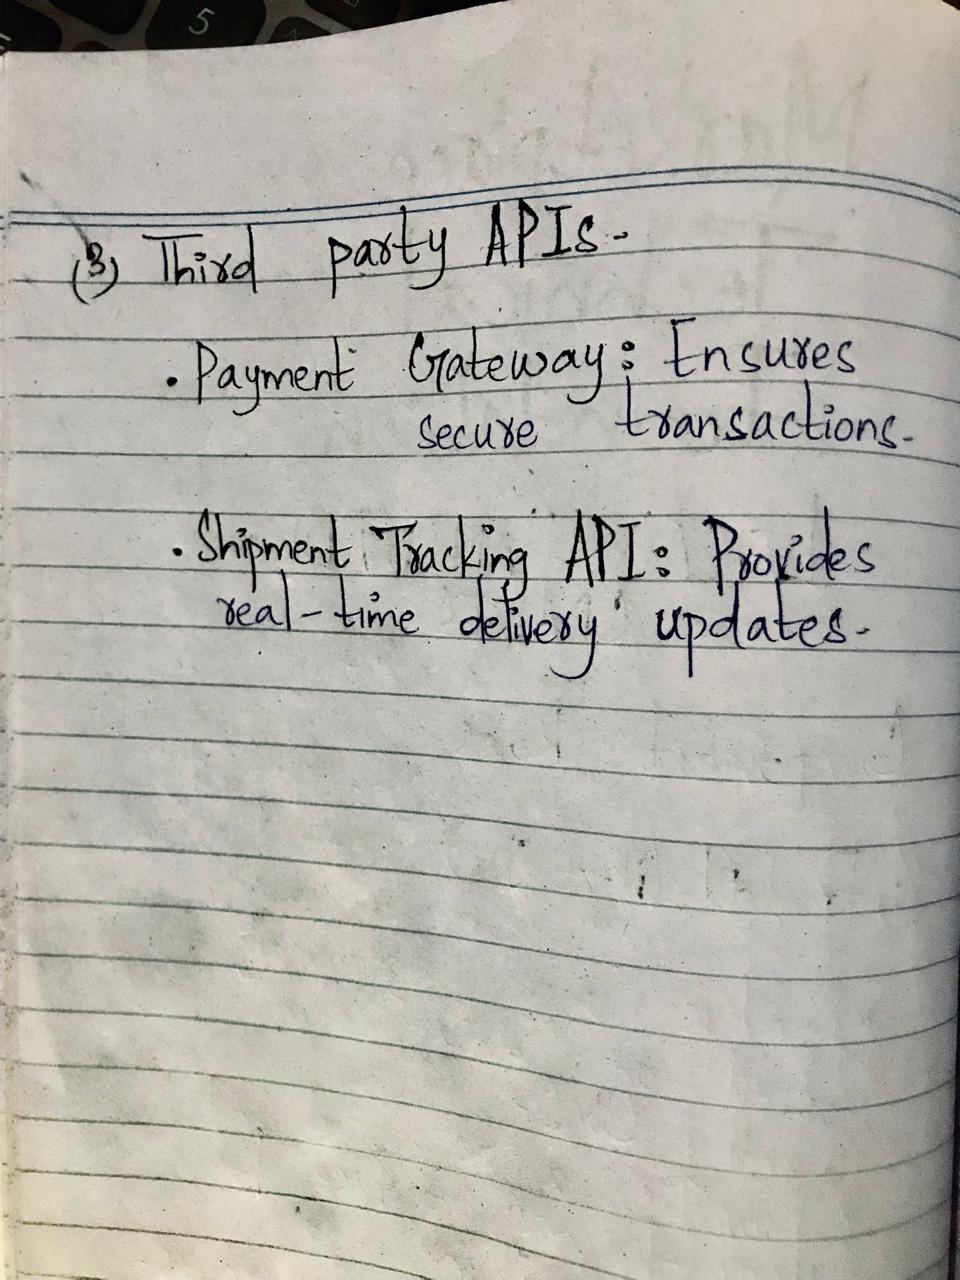 5
(3) Third party APIs-
. Payment Gateway: Ensures
secure transactions.
. Shipment Tracking API: Provides
real-time delivery updates.